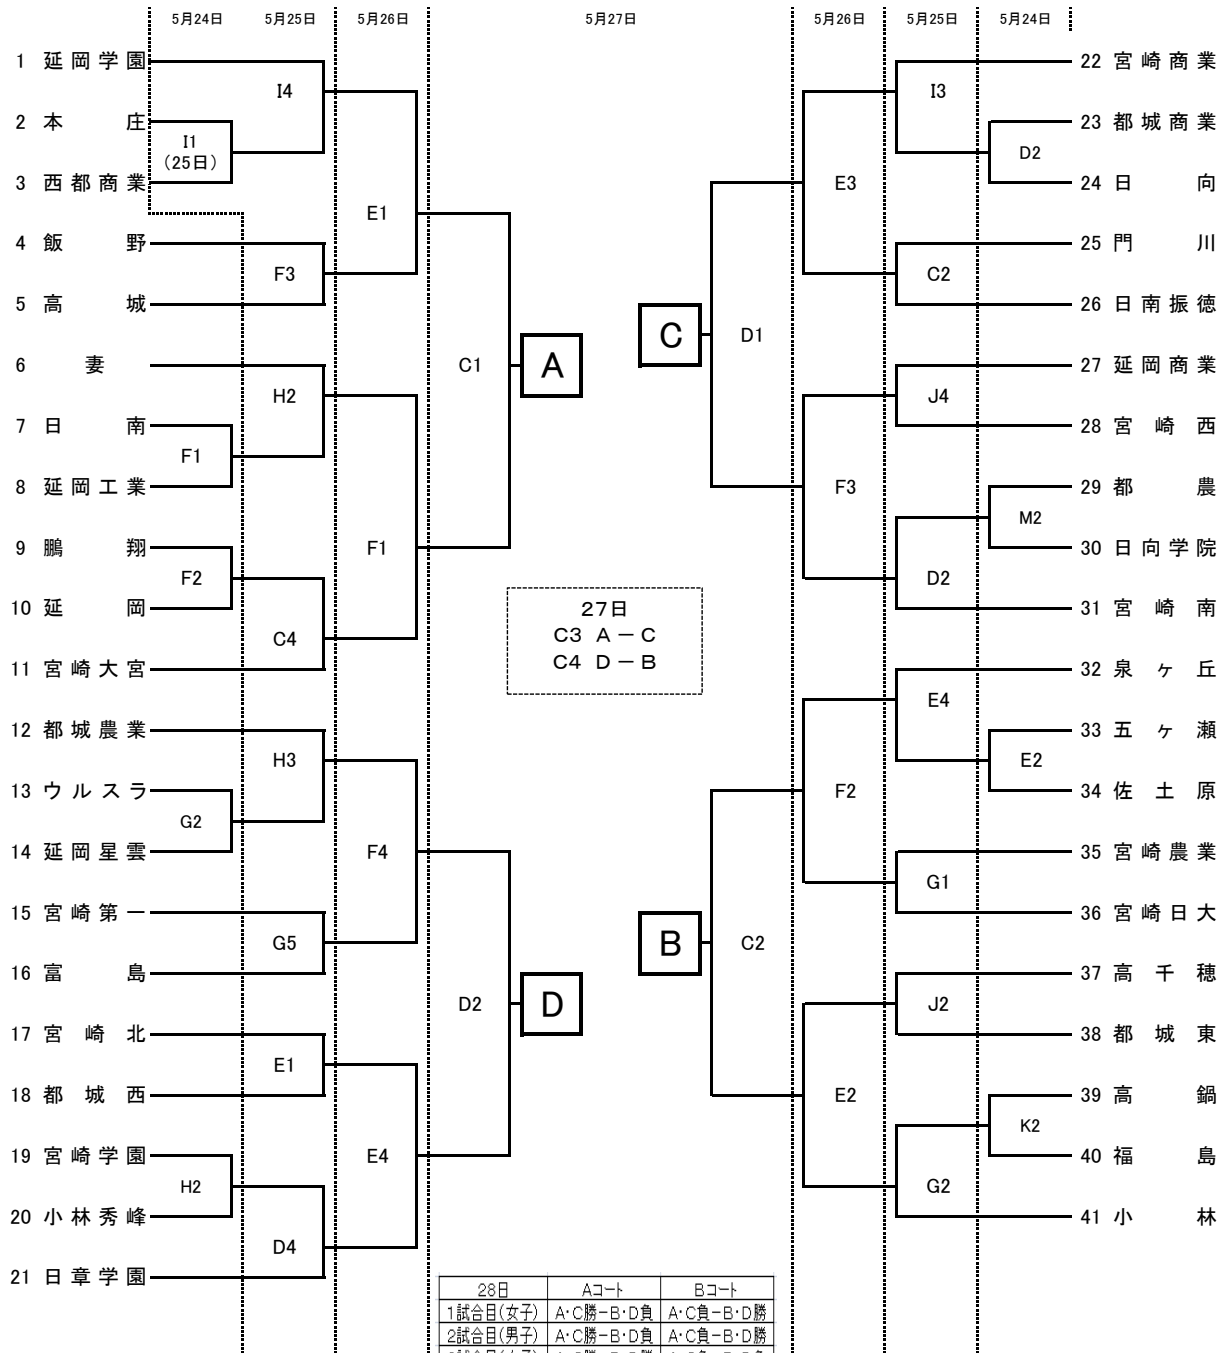 5月24日 5月25日 5月26日 5月27日 5月26日 5月25日 5月24日
1 延岡学園
I4
2 本庄
I1
(25日)
3 西都商業
E1
4 飯野
F3
5 高城
C1
A
6 妻
H2
7 日南
F1
8 延岡工業
F1
9 鵬翔
F2
10 延岡
C4
11 宮崎大宮
12 都城農業
H3
13 ウルスラ
G2
14 延岡星雲
F4
15 宮崎第一
G5
16 富島
D2
D
17 宮崎北
E1
18 都城西
E4
19 宮崎学園
H2
20 小林秀峰
D4
21 日章学園
27日
C3 A－C
C4 D－B
22 宮崎商業
I3
23 都城商業
D2
24 日向
E3
25 門川
C2
26 日南振徳
C
D1
27 延岡商業
J4
28 宮崎西
F3
29 都農
M2
30 日向学院
D2
31 宮崎南
32 泉ヶ丘
E4
33 五ヶ瀬
E2
34 佐土原
F2
35 宮崎農業
G1
36 宮崎日大
B
C2
37 高千穂
J2
38 都城東
E2
39 高鍋
K2
40 福島
G2
41 小林
28日 Aコート Bコート
1試合目(女子) A・C勝－B・D負 A・C負－B・D勝
2試合目(男子) A・C勝－B・D負 A・C負－B・D勝